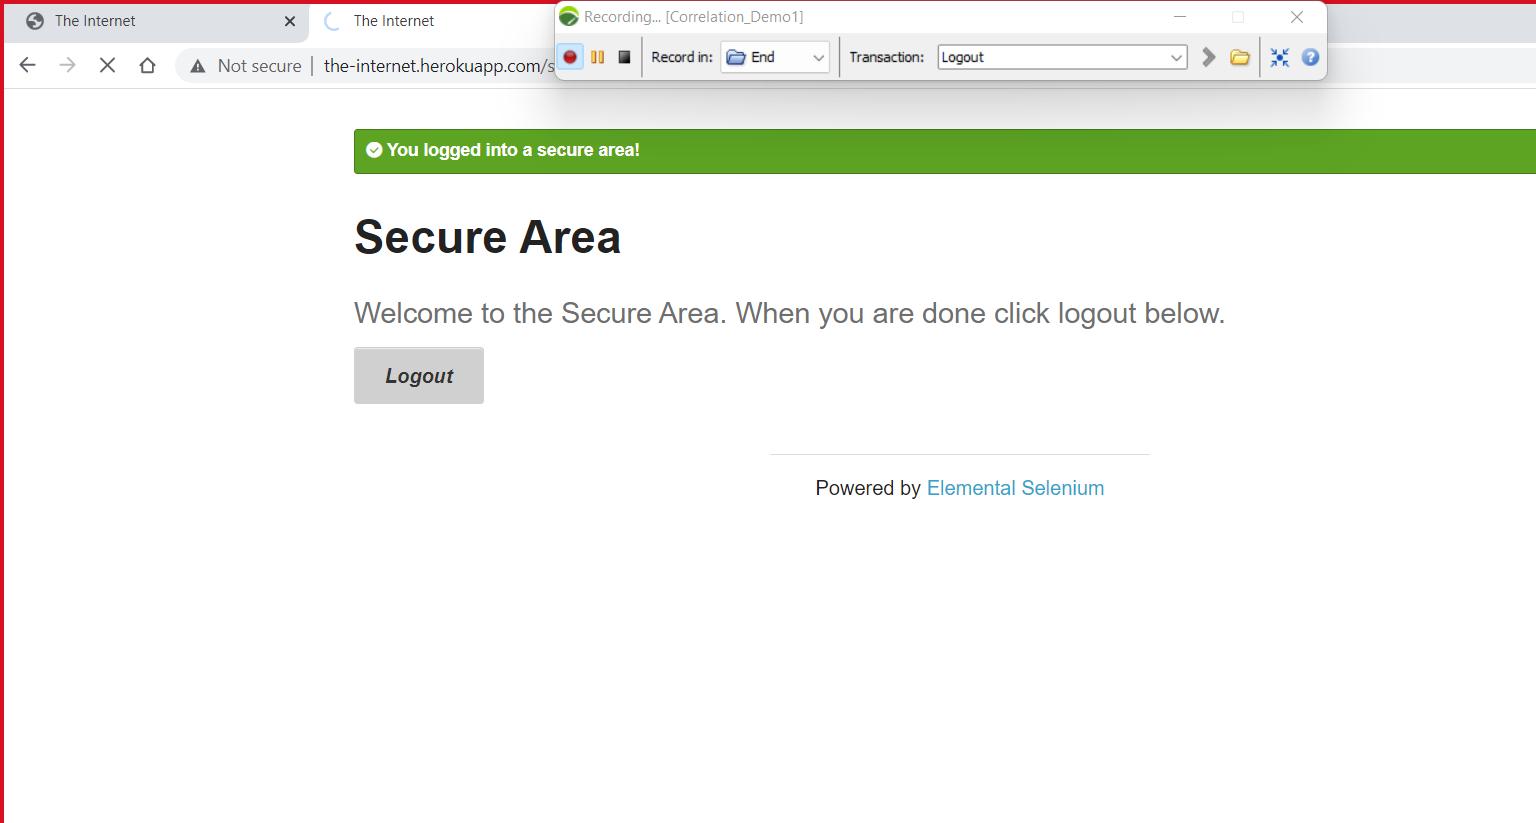 The Internet
The Internet
Recording... [Correlation_Demo1]
Record in: End Transaction: Logout
Not secure the-internet.herokuapp.com/s
You logged into a secure area!
Secure Area
Welcome to the Secure Area. When you are done click logout below.
Logout
Powered by Elemental Selenium